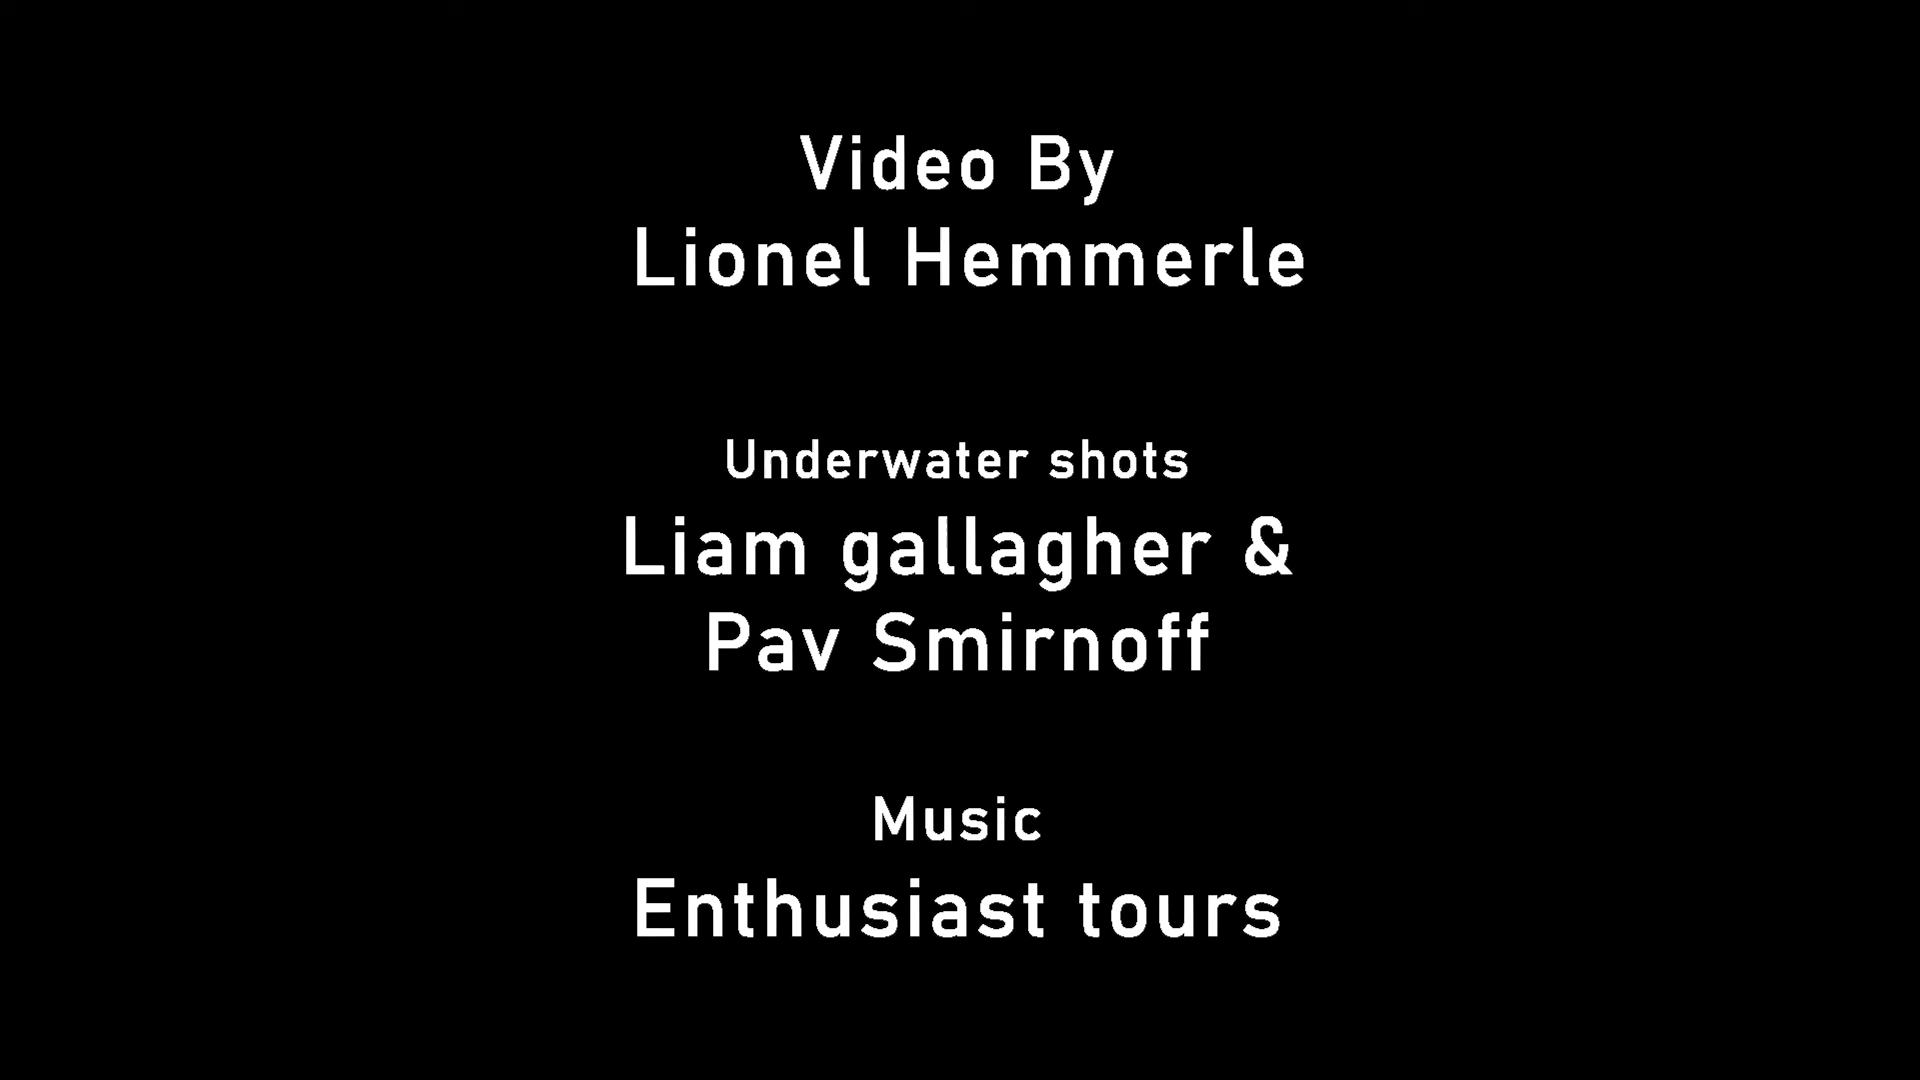 Video By
Lionel Hemmerle
Underwater shots
Liam gallagher &
Pav Smirnoff
Music
Enthusiast tours